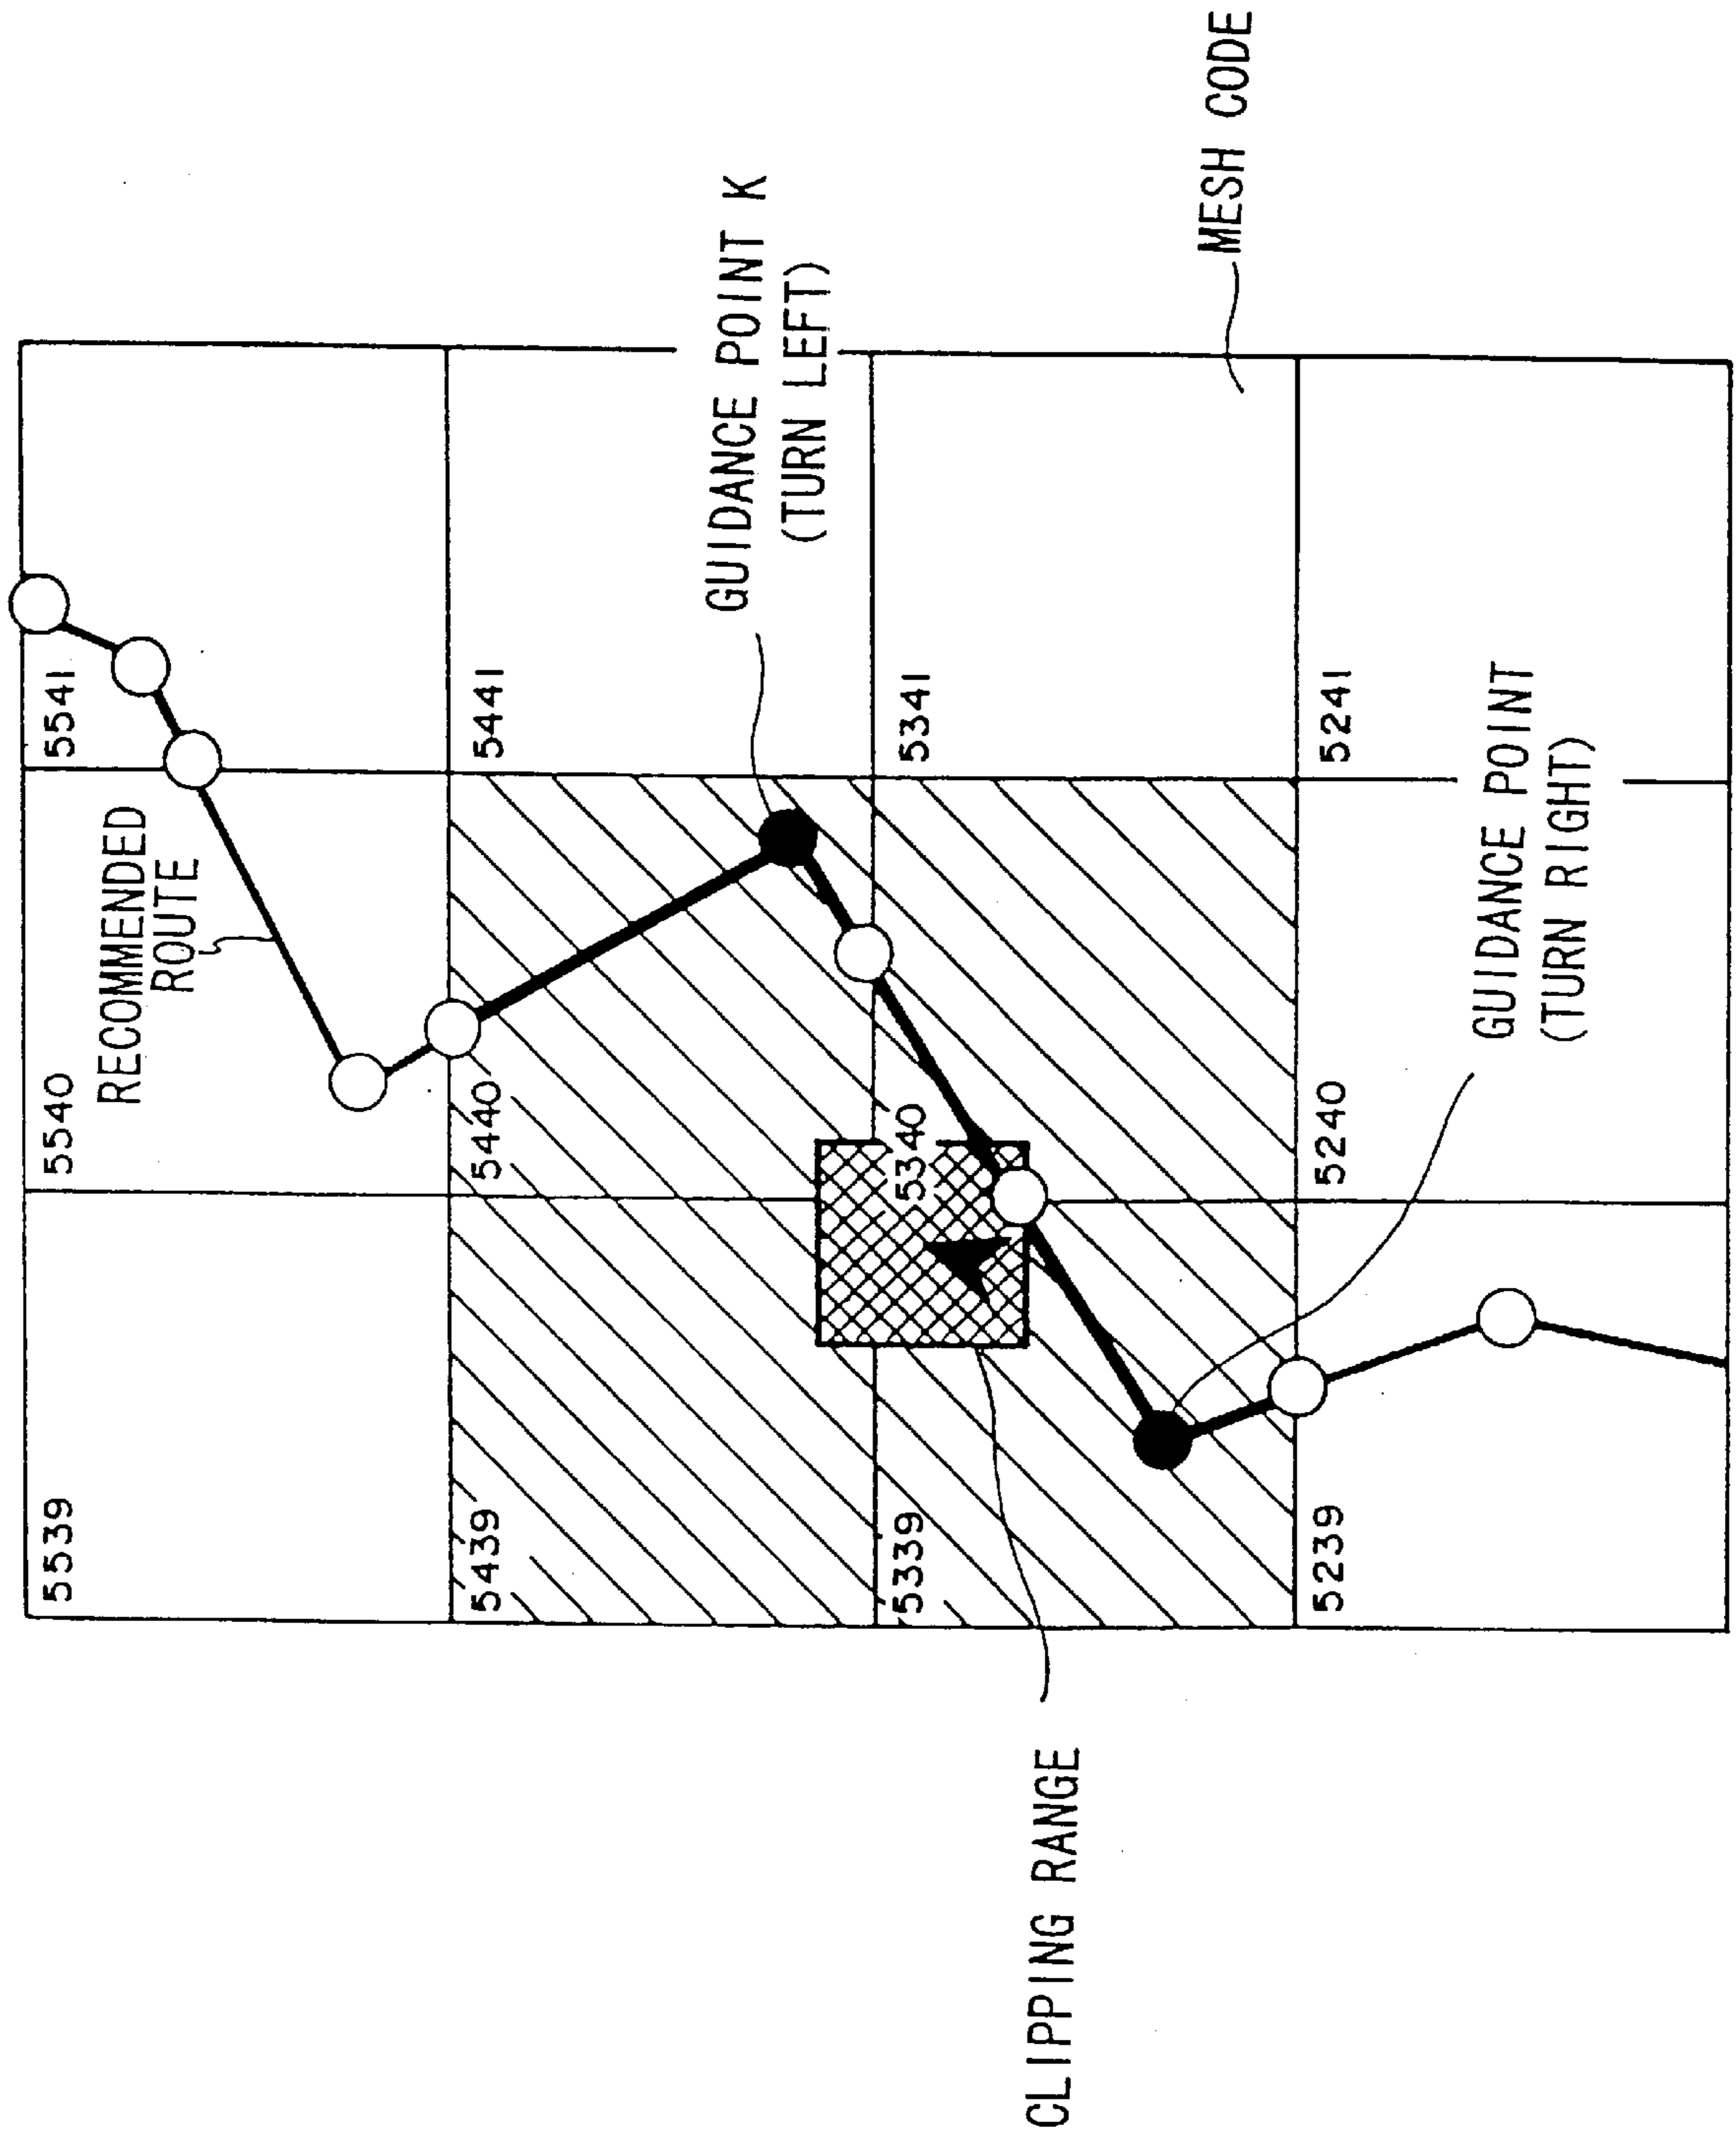 5539
5540
5541
RECOMMENDED
ROUTE
5439
5440
5441
GUIDANCE POINT K
(TURN LEFT)
5339
5340
5341
CLIPPING RANGE
MESH CODE
5239
5240
5241
GUIDANCE POINT
(TURN RIGHT)